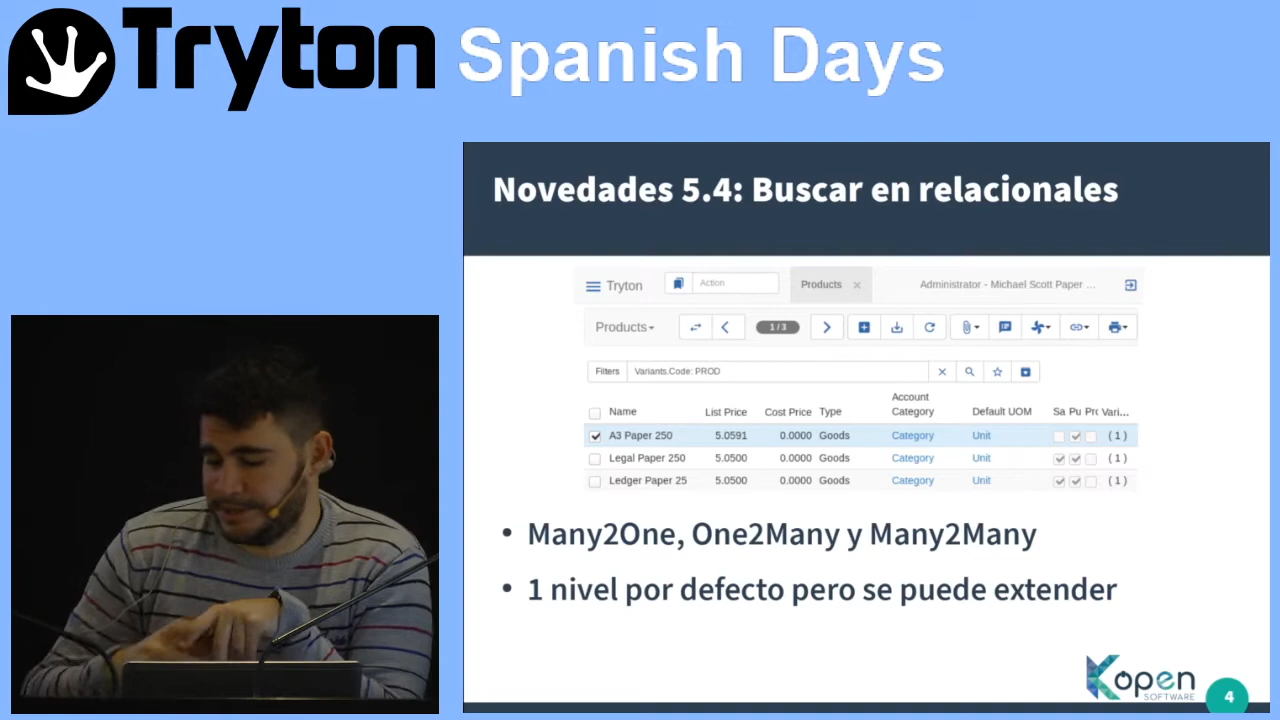 Tryton Spanish Days
Novedades 5.4: Buscar en relacionales
Tryton Action Products × Administrator - Michael Scott Paper ...
Products 1 / 3
Filters Variants.Code: PROD
Name List Price Cost Price Type Account Category Default UOM Sa Pu Pro Vari...
A3 Paper 250 5.0591 0.0000 Goods Category Unit ( 1 )
Legal Paper 250 5.0500 0.0000 Goods Category Unit ( 1 )
Ledger Paper 25 5.0500 0.0000 Goods Category Unit ( 1 )
• Many2One, One2Many y Many2Many
• 1 nivel por defecto pero se puede extender
Kopen
SOFTWARE
4